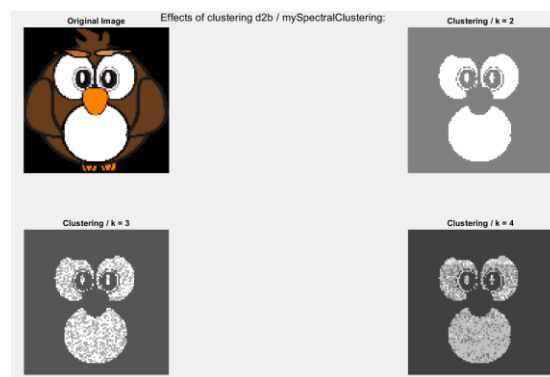 Effects of clustering d2b / mySpectralClustering:
Original Image
Clustering / k = 2
Clustering / k = 3
Clustering / k = 4